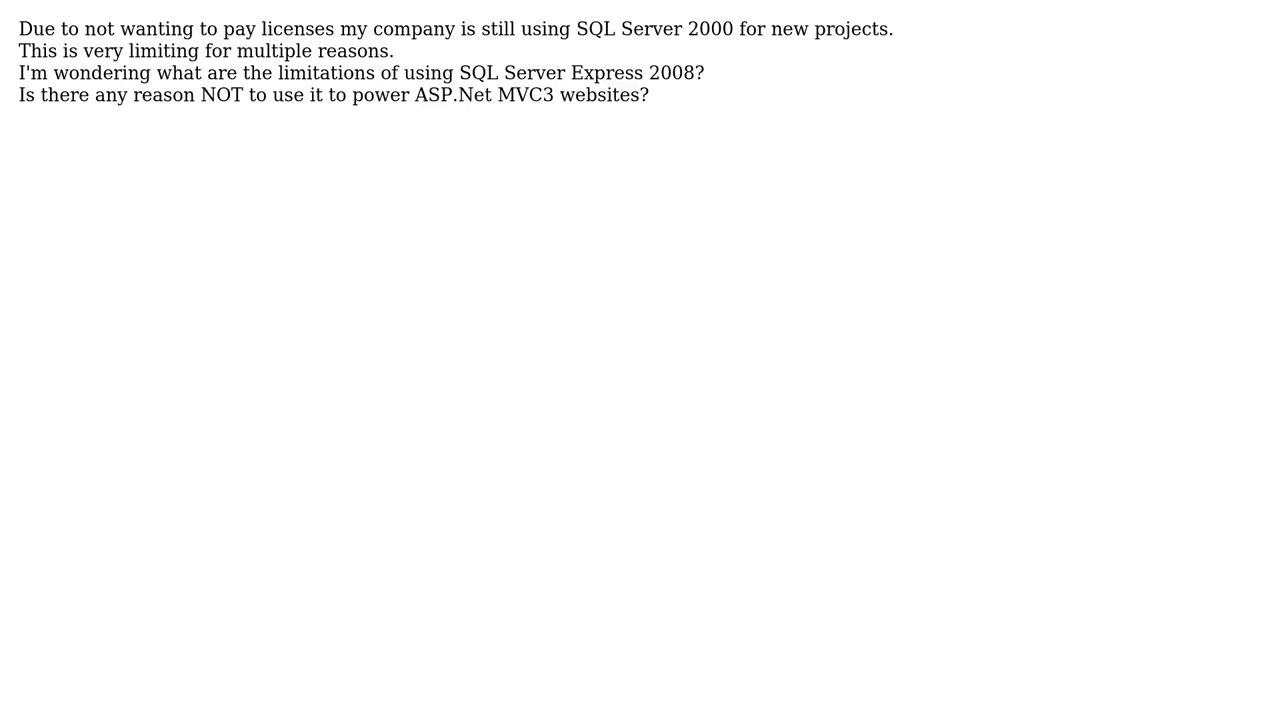 Due to not wanting to pay licenses my company is still using SQL Server 2000 for new projects.
This is very limiting for multiple reasons.
I'm wondering what are the limitations of using SQL Server Express 2008?
Is there any reason NOT to use it to power ASP.Net MVC3 websites?